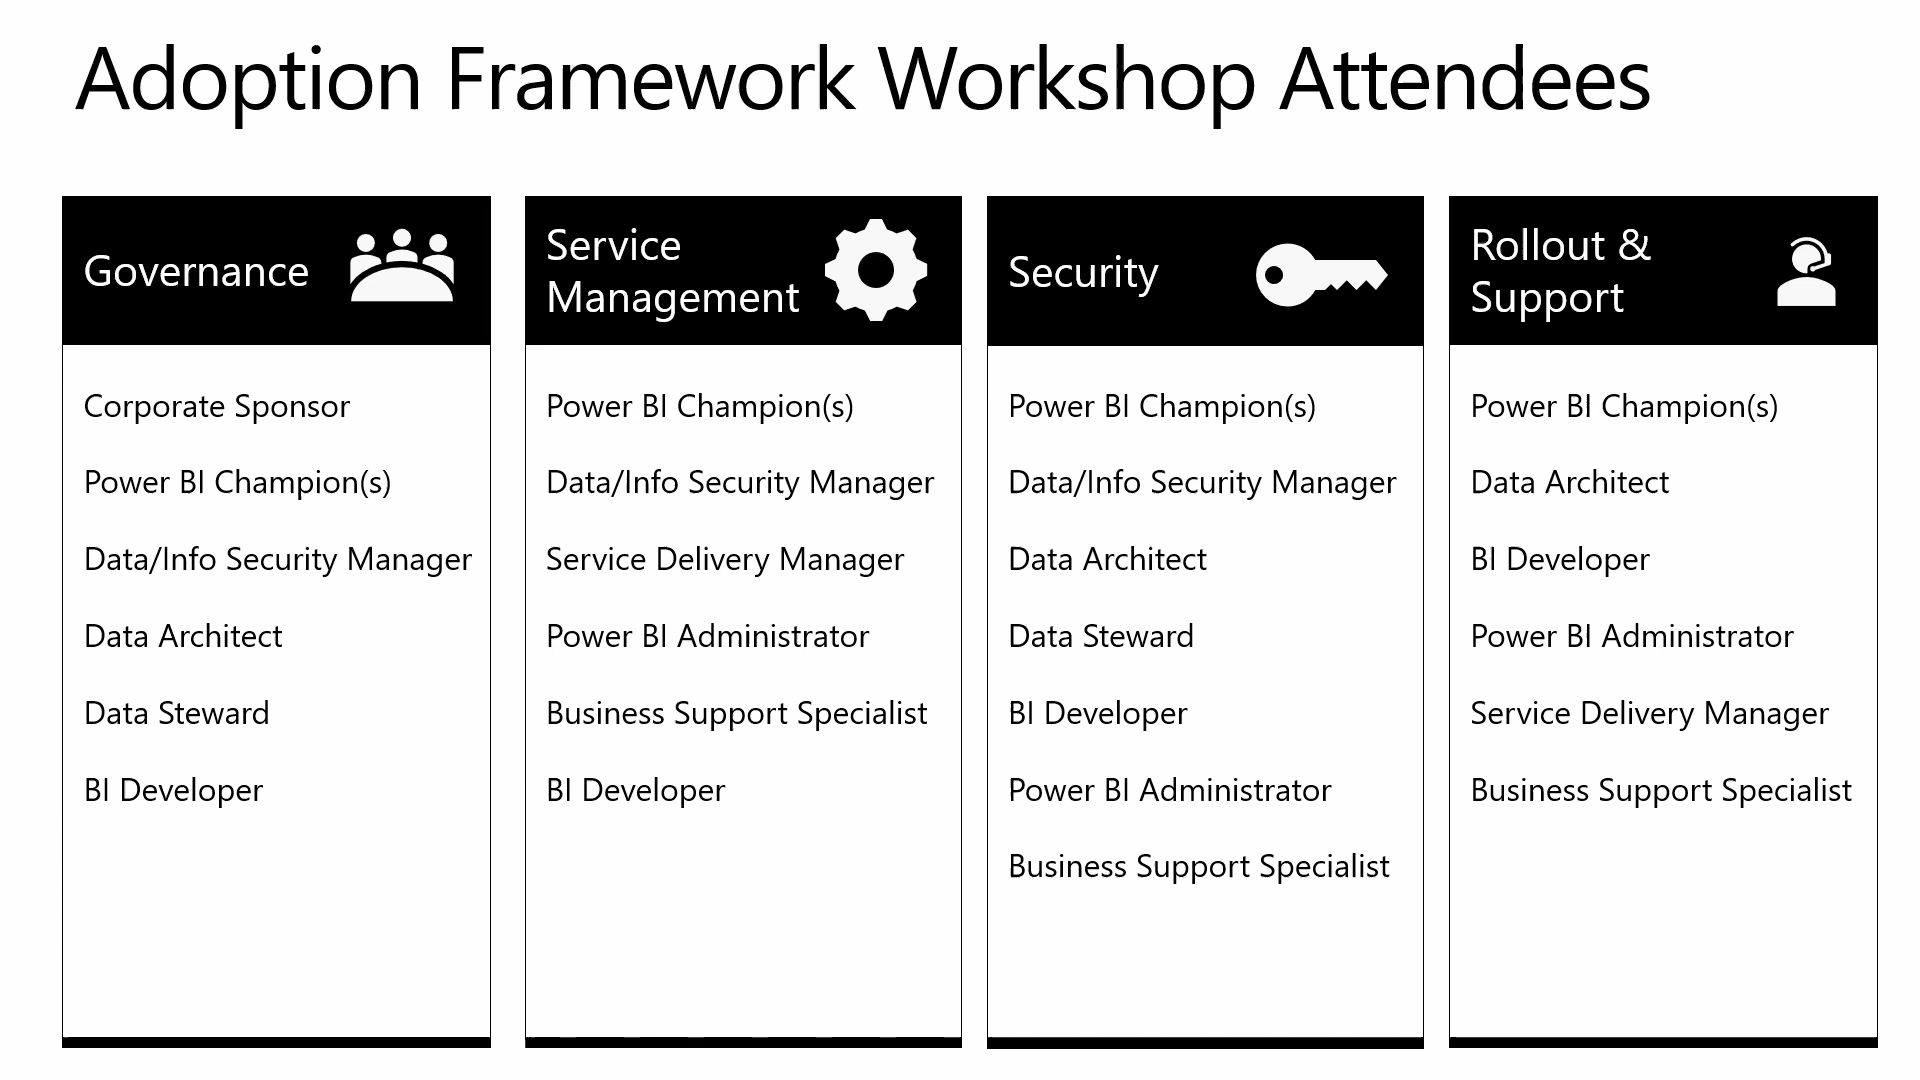 Adoption Framework Workshop Attendees
Governance
Corporate Sponsor
Power BI Champion(s)
Data/Info Security Manager
Data Architect
Data Steward
BI Developer
Service
Management
Power BI Champion(s)
Data/Info Security Manager
Service Delivery Manager
Power BI Administrator
Business Support Specialist
BI Developer
Security
Power BI Champion(s)
Data/Info Security Manager
Data Architect
Data Steward
BI Developer
Power BI Administrator
Business Support Specialist
Rollout &
Support
Power BI Champion(s)
Data Architect
BI Developer
Power BI Administrator
Service Delivery Manager
Business Support Specialist